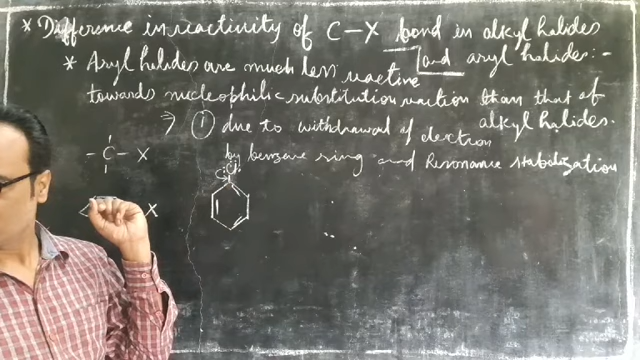 * Difference in reactivity of C-X bond in alkyl halides
and aryl halides:-
* Aryl halides are much less reactive
towards nucleophilic substitution reaction than that of
alkyl halides.
⇒ (1) due to withdrawal of electron
by benzene ring and Resonance stabilization
- C - X
Cl
X